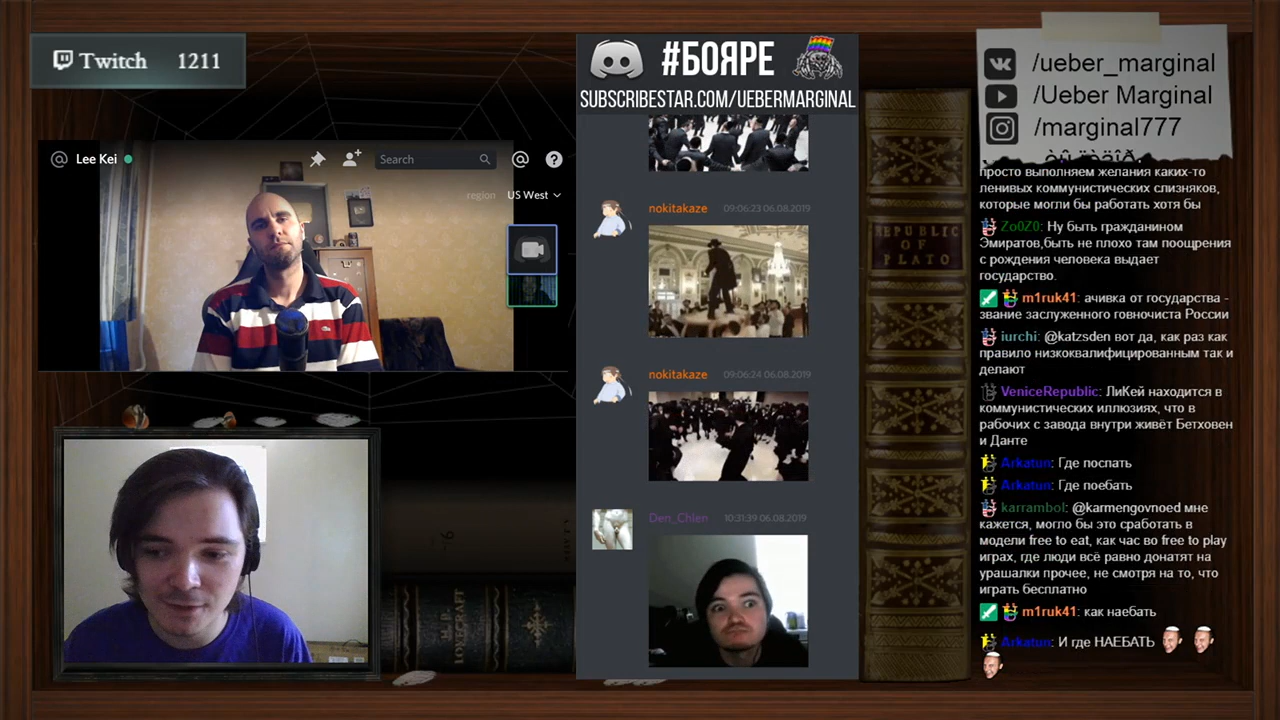 Twitch 1211
@ Lee Kei
Search
region US West
#БОЯРЕ
SUBSCRIBESTAR.COM/UEBERMARGINAL
nokitakaze 09:06:23 06.08.2019
nokitakaze 09:06:24 06.08.2019
Den_Chlen 10:31:39 06.08.2019
REPUBLIC
OF
PLATO
H.P.
LOVECRAFT
/ueber_marginal
/Ueber Marginal
/marginal777
просто выполняем желания каких-то
ленивых коммунистических слизняков,
которые могли бы работать хотя бы
Zo0Z0: Ну быть гражданином
Эмиратов,быть не плохо там поощрения
с рождения человека выдает
государство.
m1ruk41: ачивка от государства -
звание заслуженного говночиста России
iurchi: @katzsden вот да, как раз как
правило низкоквалифицированным так и
делают
VeniceRepublic: ЛиКей находится в
коммунистических иллюзиях, что в
рабочих с завода внутри живёт Бетховен
и Данте
Arkatun: Где поспать
Arkatun: Где поебать
karrambol: @karmengovnoed мне
кажется, могло бы это сработать в
модели free to eat, как час во free to play
играх, где люди всё равно донатят на
урашалки прочее, не смотря на то, что
играть бесплатно
m1ruk41: как наебать
Arkatun: И где НАЕБАТЬ